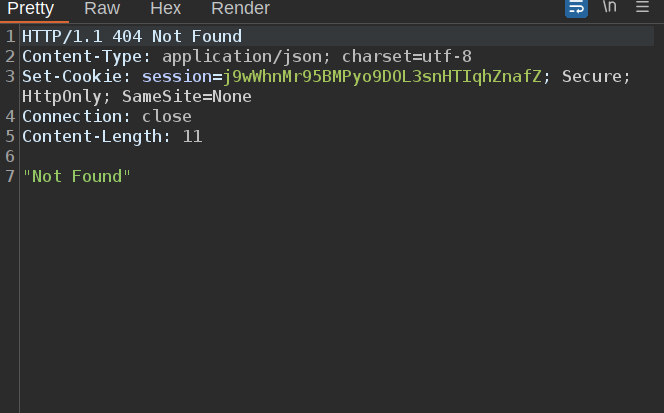 Pretty Raw Hex Render \n
1 HTTP/1.1 404 Not Found
2 Content-Type: application/json; charset=utf-8
3 Set-Cookie: session=j9wWhnMr95BMPyo9DOL3snHTIqhZnafZ; Secure;
HttpOnly; SameSite=None
4 Connection: close
5 Content-Length: 11
6
7 "Not Found"